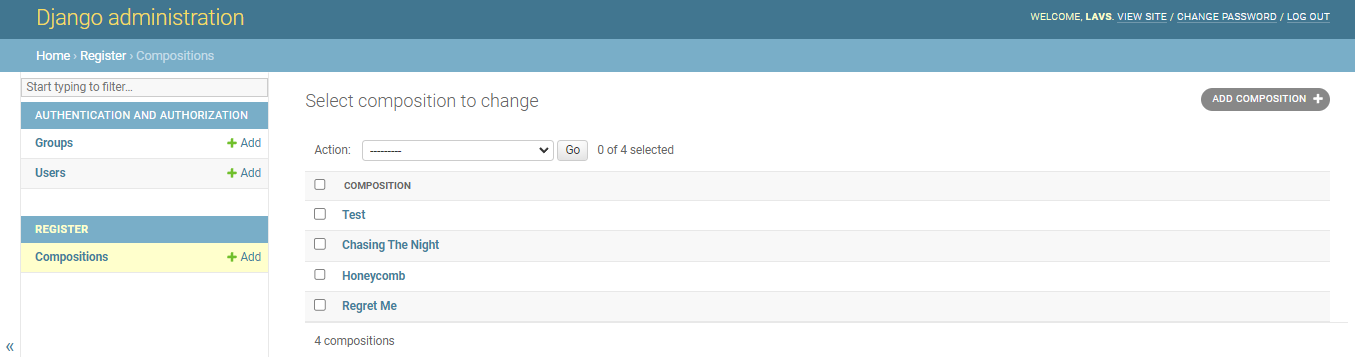 Django administration
WELCOME, LAVS. VIEW SITE / CHANGE PASSWORD / LOG OUT
Home › Register › Compositions
Start typing to filter...
AUTHENTICATION AND AUTHORIZATION
Groups + Add
Users + Add
REGISTER
Compositions + Add
«
Select composition to change
ADD COMPOSITION +
Action: --------- Go 0 of 4 selected
COMPOSITION
Test
Chasing The Night
Honeycomb
Regret Me
4 compositions